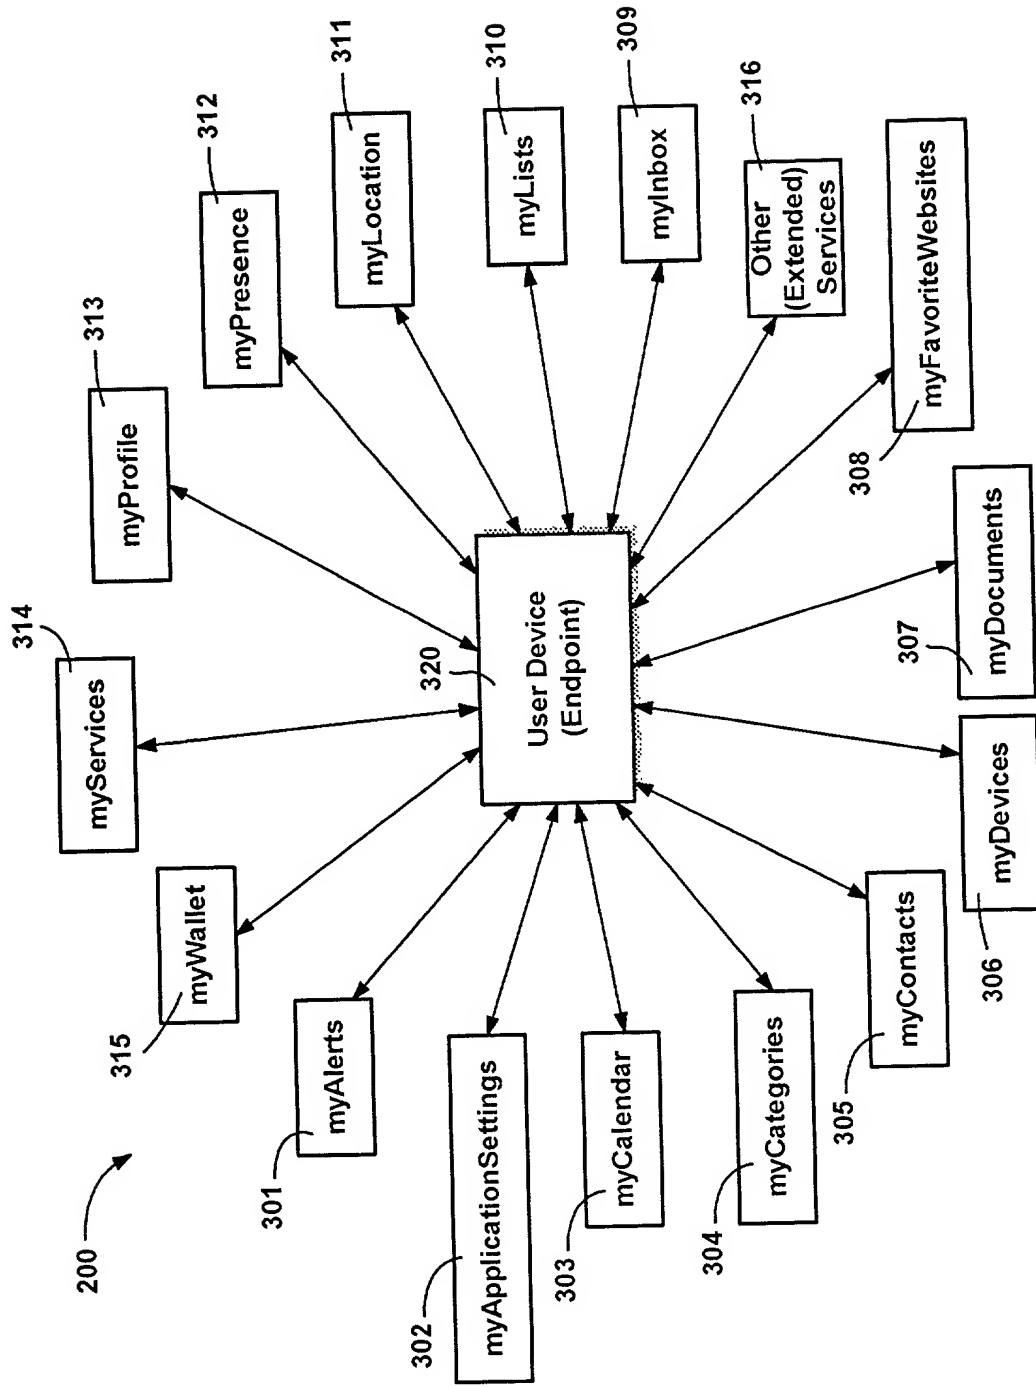 200
315
myWallet
314
myServices
313
myProfile
312
myPresence
311
myLocation
310
myLists
309
myInbox
316
Other
(Extended)
Services
308
myFavoriteWebsites
307
myDocuments
306
myDevices
305
myContacts
304
myCategories
303
myCalendar
302
myApplicationSettings
301
myAlerts
320
User Device
(Endpoint)